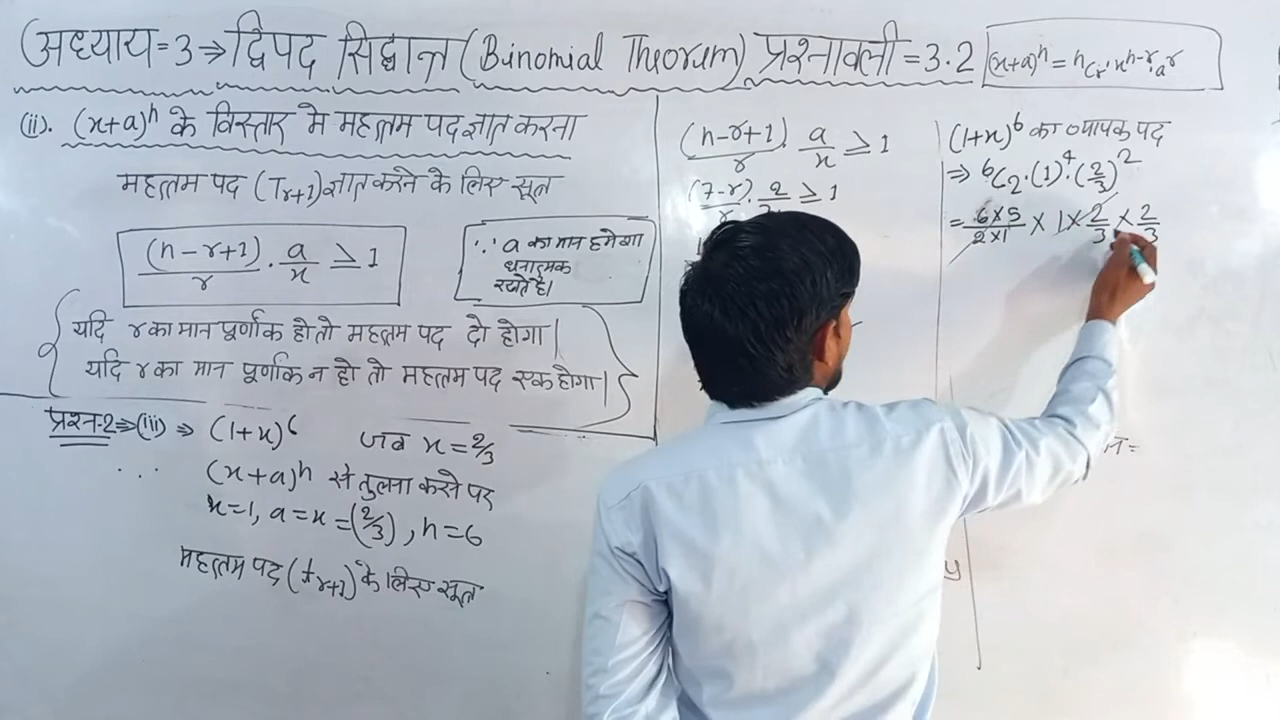 अध्याय=3⇒द्विपद सिद्धान्त (Binomial Theoram) प्रश्नावली=3.2
(x+a)ⁿ = ⁿCr.xⁿ⁻ʳ.aʳ
(ii). (x+a)ⁿ के विस्तार मे महत्तम पद ज्ञात करना
महत्तम पद (Tr+1) ज्ञात करने के लिए सूत्र
(n-r+1)/r . a/x ≥ 1
∵ a का मान हमेशा
धनात्मक
रखते है।
यदि r का मान पूर्णांक हो तो महत्तम पद दो होगा।
यदि r का मान पूर्णांक न हो तो महत्तम पद एक होगा।
प्रश्न-2⇒(iii) ⇒ (1+x)⁶ जब x=2/3
(x+a)ⁿ से तुलना करने पर
x=1, a=x=(2/3), n=6
महत्तम पद (Tr+1) के लिए सूत्र
(n-r+1)/r . a/x ≥ 1
(7-r)/r . 2/ ≥ 1
(1+x)⁶ का व्यापक पद
⇒ ⁶C₂.(1)⁴.(2/3)²
= 6×5/2×1 × 1 × 2/3 × 2/3